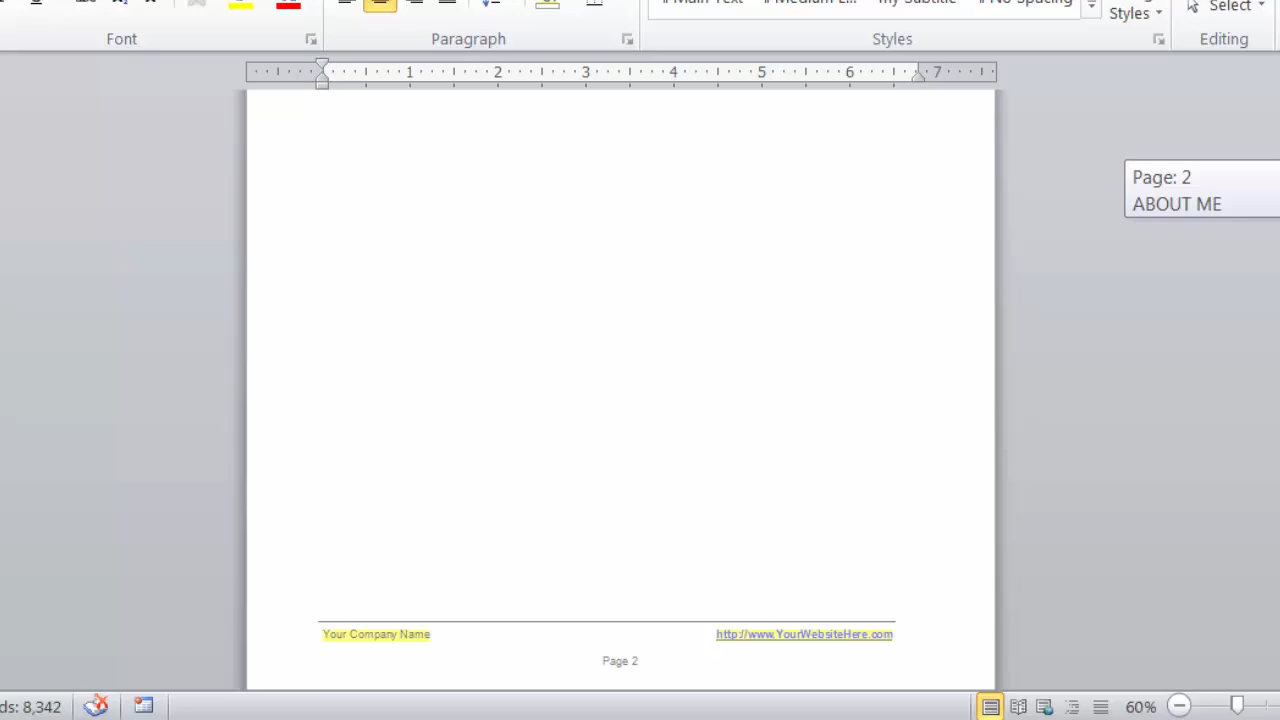 Main Text Medium L... My Subtitle No Spacing
Styles
Select
Font
Paragraph
Styles
Editing
1 2 3 4 5 6 7
Page: 2
ABOUT ME
Your Company Name
http://www.YourWebsiteHere.com
Page 2
ds: 8,342
60%